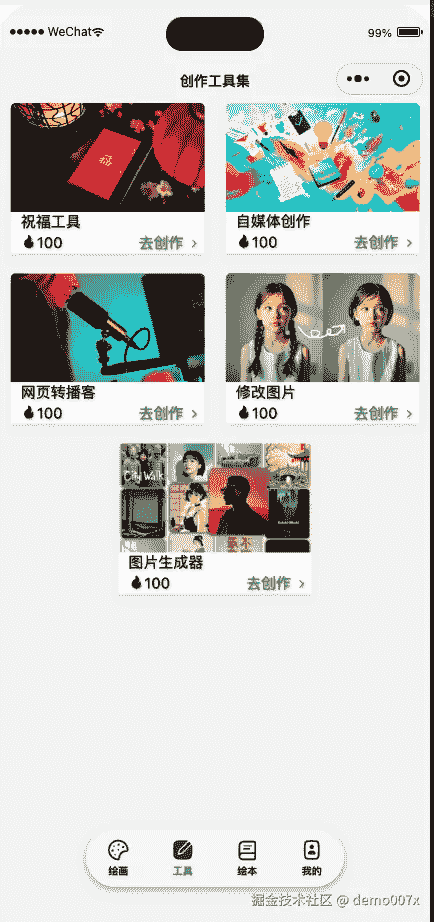 WeChat
99%
创作工具集
福
祝福工具
100
去创作 >
自媒体创作
100
去创作 >
网页转播客
100
去创作 >
修改图片
100
去创作 >
City Walk
图片生成器
100
去创作 >
绘画
工具
绘本
我的
掘金技术社区 @ demo007x